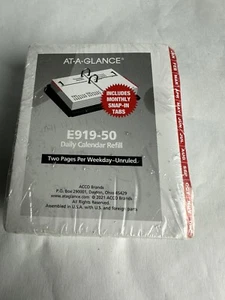 AT-A-GLANCE®
INCLUDES
MONTHLY
SNAP-IN
TABS
E919-50
Daily Calendar Refill
Two Pages Per Weekday-Unruled.
ACCO Brands
P.O. Box 290001, Dayton, Ohio 45429
www.ataglance.com © 2021 ACCO Brands
All Rights Reserved
Assembled in U.S.A. with U.S. and foreign parts